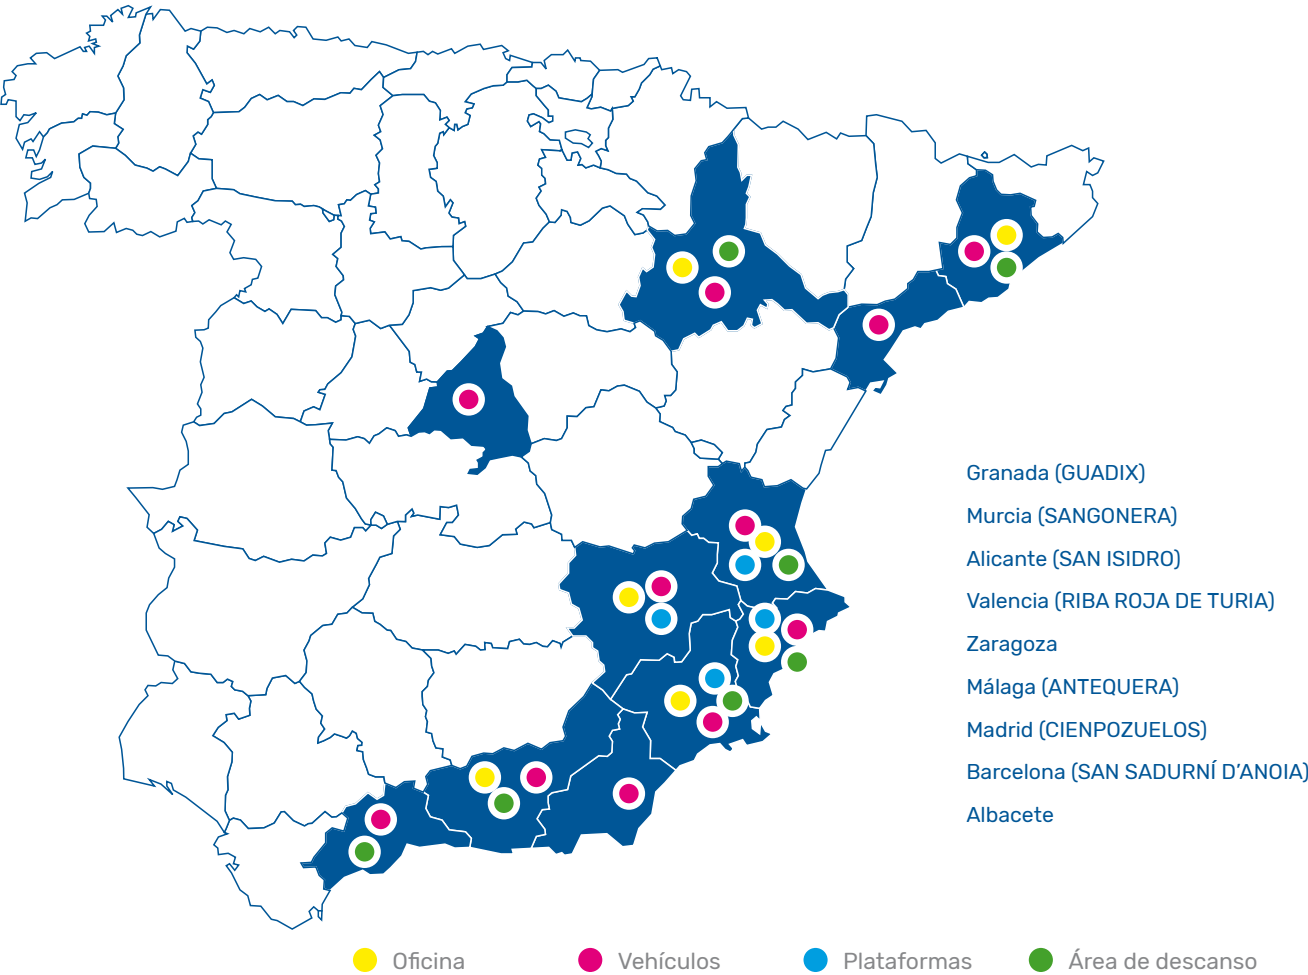 Granada (GUADIX)
Murcia (SANGONERA)
Alicante (SAN ISIDRO)
Valencia (RIBA ROJA DE TURIA)
Zaragoza
Málaga (ANTEQUERA)
Madrid (CIENPOZUELOS)
Barcelona (SAN SADURNÍ D'ANOIA)
Albacete
Oficina
Vehículos
Plataformas
Área de descanso